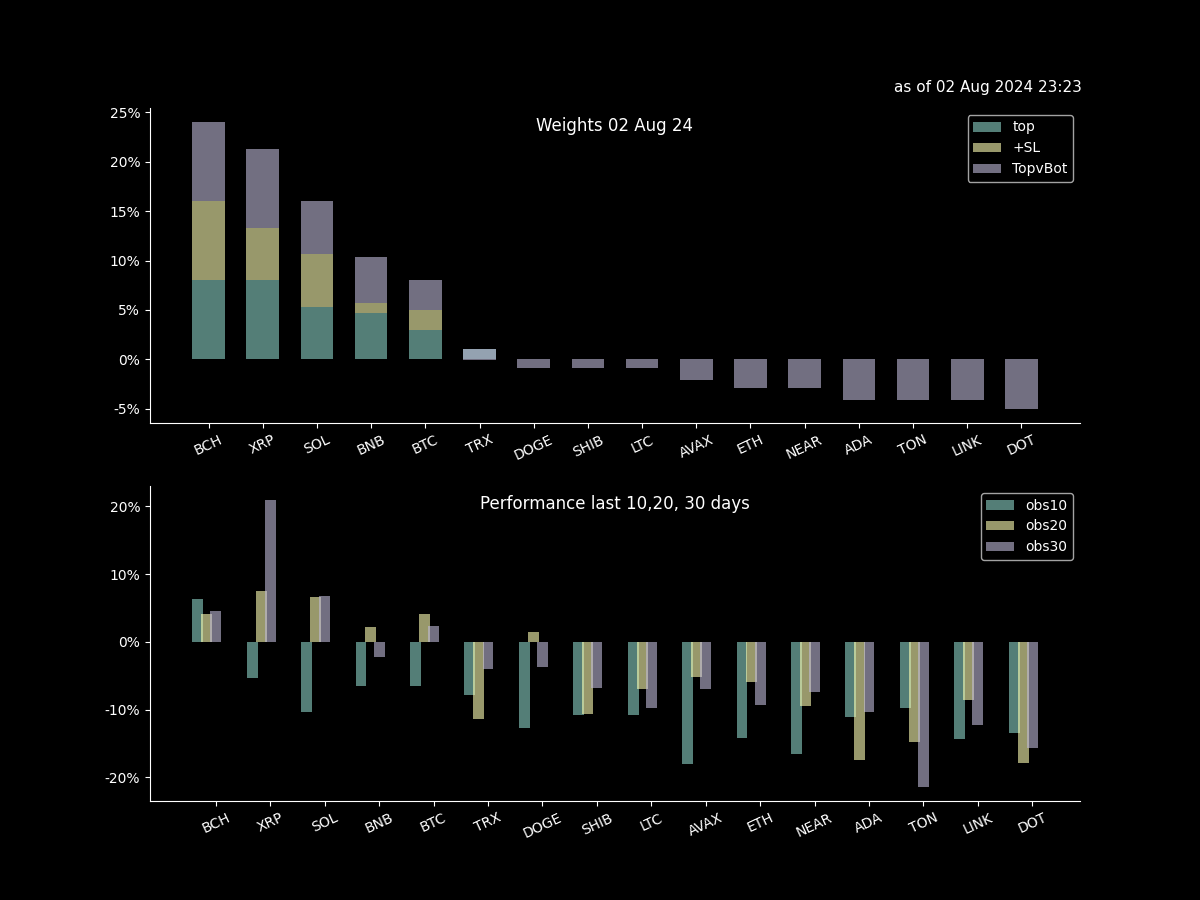 as of 02 Aug 2024 23:23
Weights 02 Aug 24
top
+SL
TopvBot
25%
20%
15%
10%
5%
0%
-5%
BCH XRP SOL BNB BTC TRX DOGE SHIB LTC AVAX ETH NEAR ADA TON LINK DOT
Performance last 10,20, 30 days
obs10
obs20
obs30
20%
10%
0%
-10%
-20%
BCH XRP SOL BNB BTC TRX DOGE SHIB LTC AVAX ETH NEAR ADA TON LINK DOT